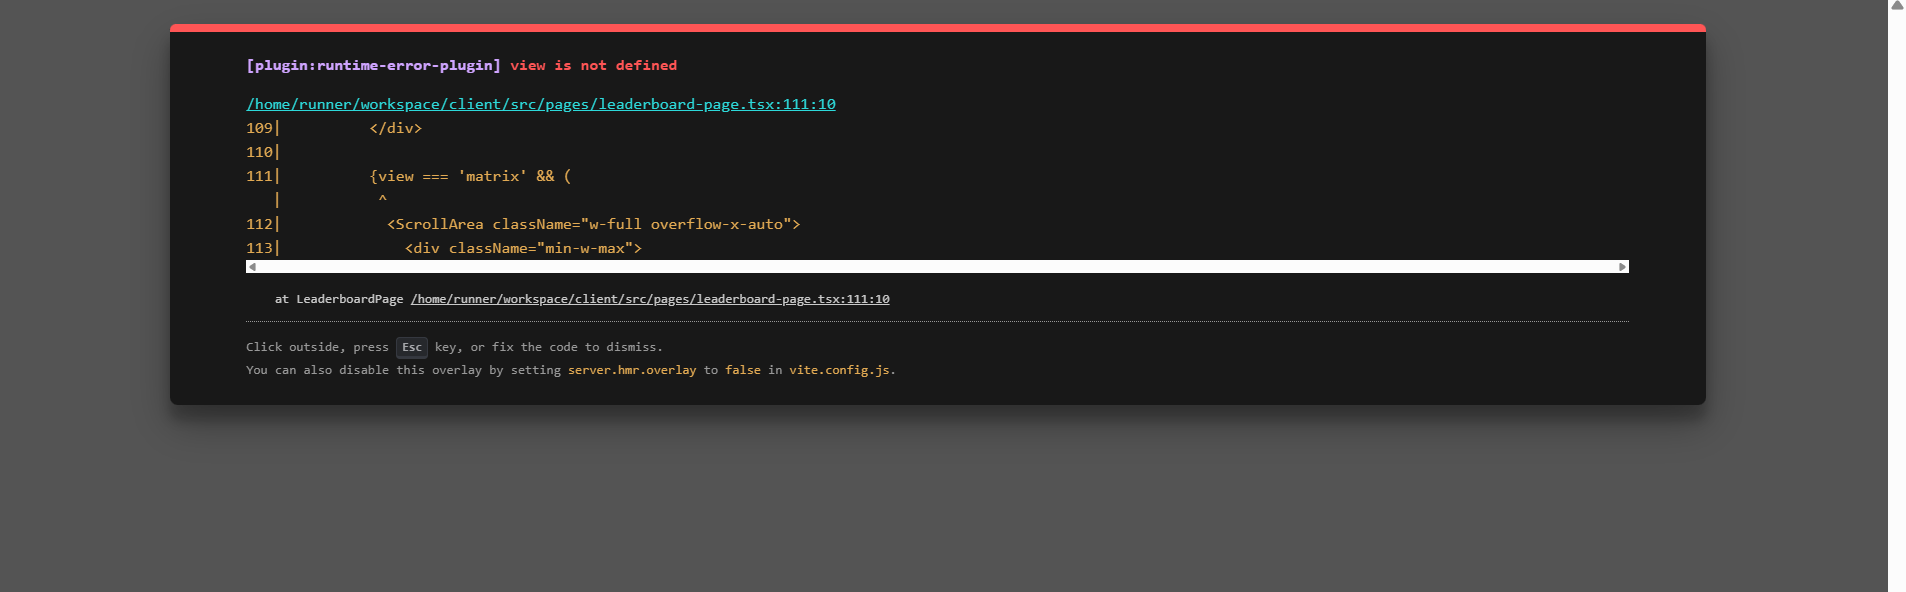 [plugin:runtime-error-plugin] view is not defined
/home/runner/workspace/client/src/pages/leaderboard-page.tsx:111:10
109|          </div>
110|
111|          {view === 'matrix' && (
   |           ^
112|            <ScrollArea className="w-full overflow-x-auto">
113|              <div className="min-w-max">
at LeaderboardPage /home/runner/workspace/client/src/pages/leaderboard-page.tsx:111:10
Click outside, press Esc key, or fix the code to dismiss.
You can also disable this overlay by setting server.hmr.overlay to false in vite.config.js.